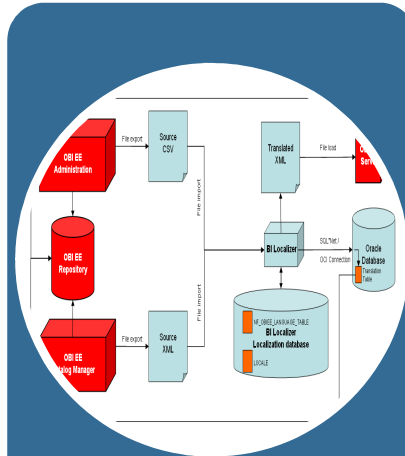 OBI EE
Administration
File export
Source
CSV
Translated
XML
File load
File import
OBI EE
Repository
BI Localizer
SQL*Net /
OCI Connection
Oracle
Database
Translation
Table
File import
NF_OBIEE_LANGUAGE_TABLE
BI Localizer
Localization database
LOCALE
OBI EE
Manager
File export
Source
XML